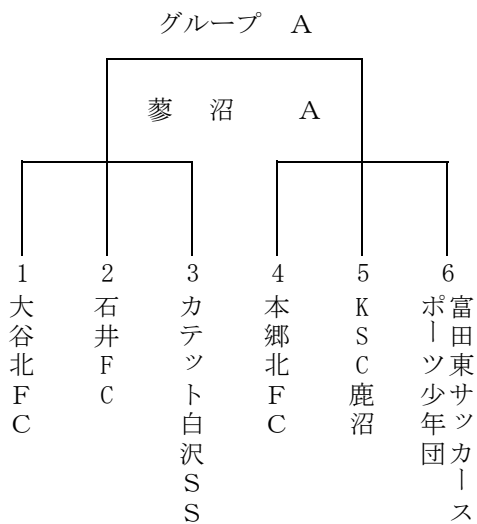 グループ　A
蓼　沼　　A
1
2
3
4
5
6
大谷北FC
石井FC
カテット白沢SS
本郷北FC
KSC鹿沼
富田東サッカース
ポーツ少年団